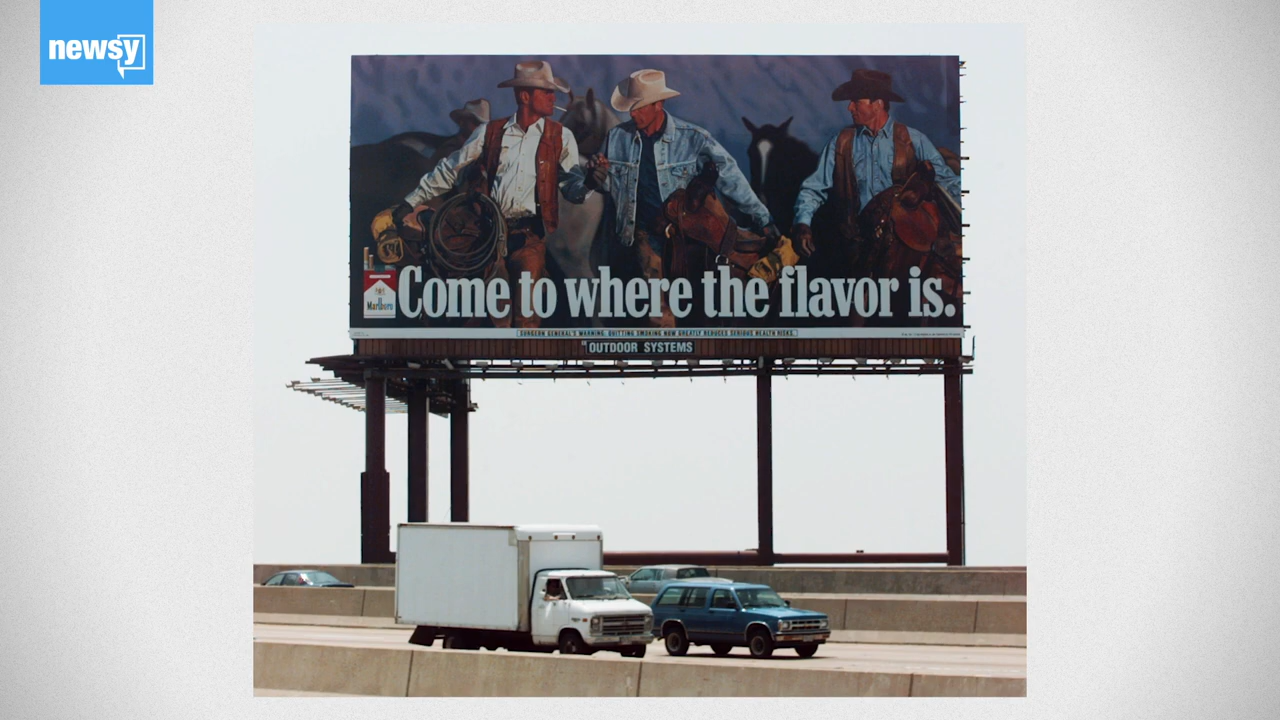 newsy
Come to where the flavor is.
Marlboro
SURGEON GENERAL'S WARNING: QUITTING SMOKING NOW GREATLY REDUCES SERIOUS HEALTH RISKS.
OUTDOOR SYSTEMS